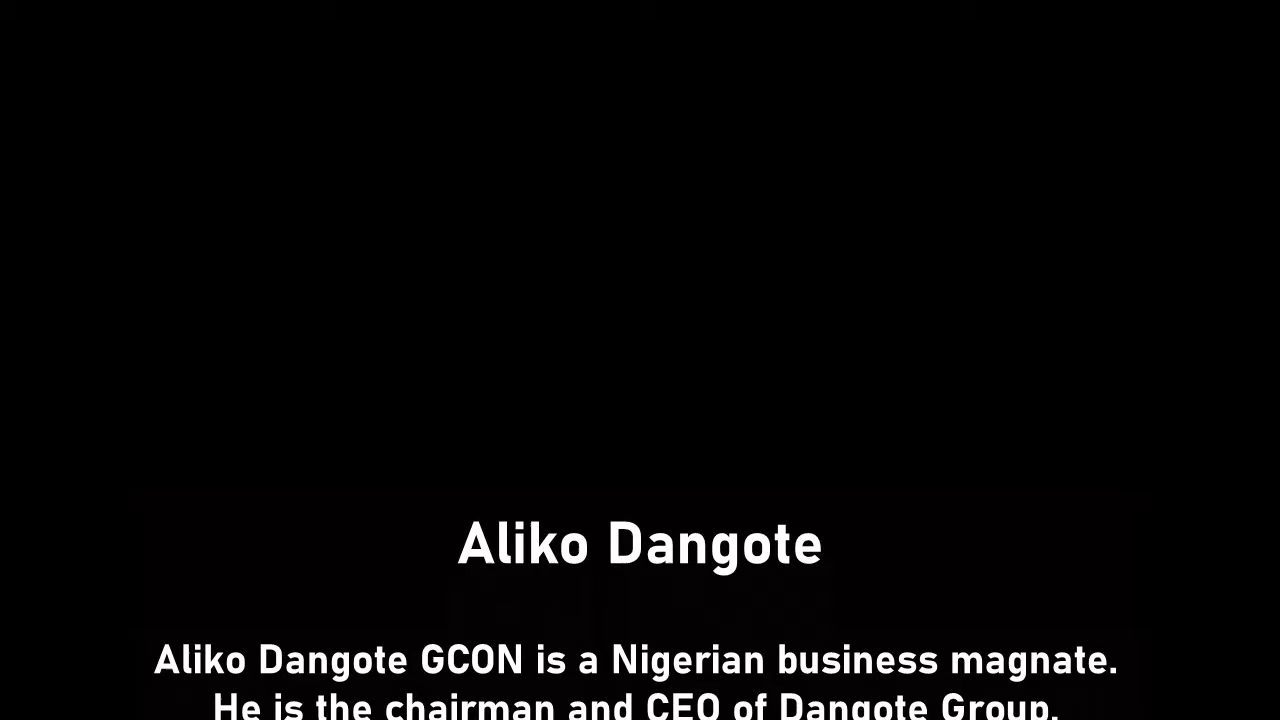 Aliko Dangote
Aliko Dangote GCON is a Nigerian business magnate.
He is the chairman and CEO of Dangote Group,